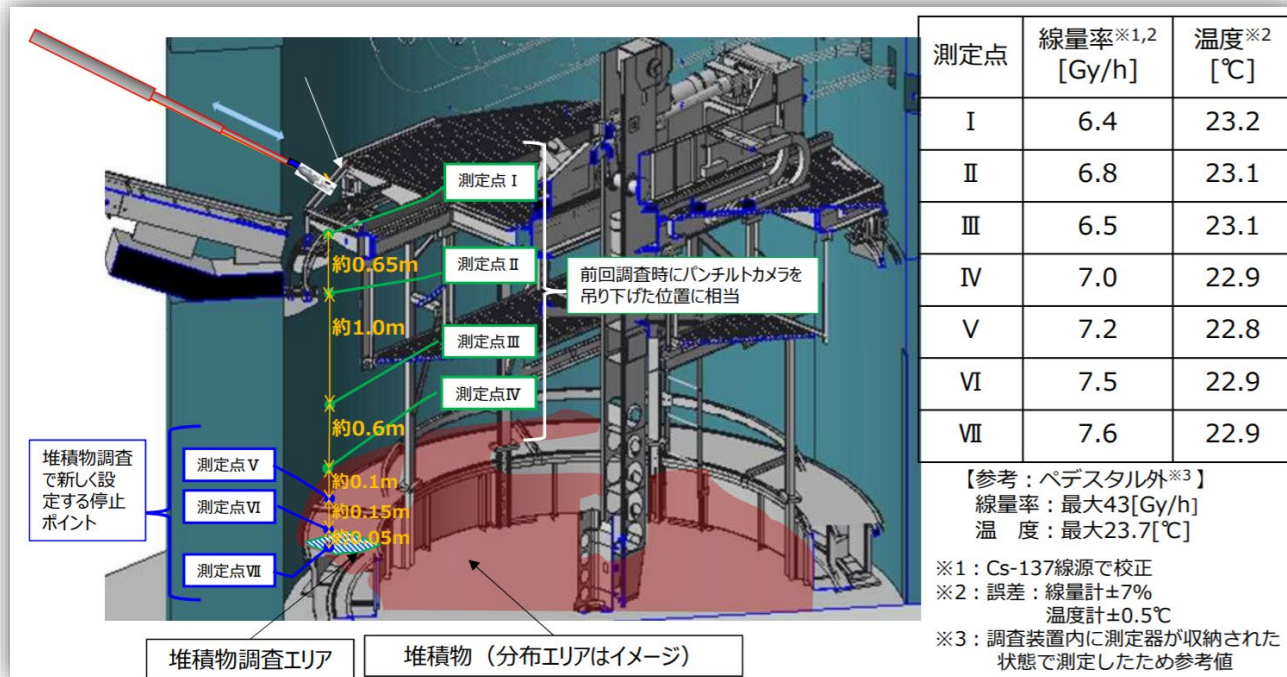 測定点Ⅰ
約0.65m
測定点Ⅱ
約1.0m
測定点Ⅲ
測定点Ⅳ
約0.6m
前回調査時にパンチルトカメラを
吊り下げた位置に相当
堆積物調査
で新しく設
定する停止
ポイント
測定点Ⅴ
約0.1m
測定点Ⅵ
約0.15m
約0.05m
測定点Ⅶ
堆積物調査エリア
堆積物（分布エリアはイメージ）
測定点 線量率※1,2 [Gy/h] 温度※2 [℃]
Ⅰ 6.4 23.2
Ⅱ 6.8 23.1
Ⅲ 6.5 23.1
Ⅳ 7.0 22.9
Ⅴ 7.2 22.8
Ⅵ 7.5 22.9
Ⅶ 7.6 22.9
【参考：ペデスタル外※3】
線量率：最大43[Gy/h]
温　度：最大23.7[℃]
※1：Cs-137線源で校正
※2：誤差：線量計±7%
温度計±0.5℃
※3：調査装置内に測定器が収納された
状態で測定したため参考値